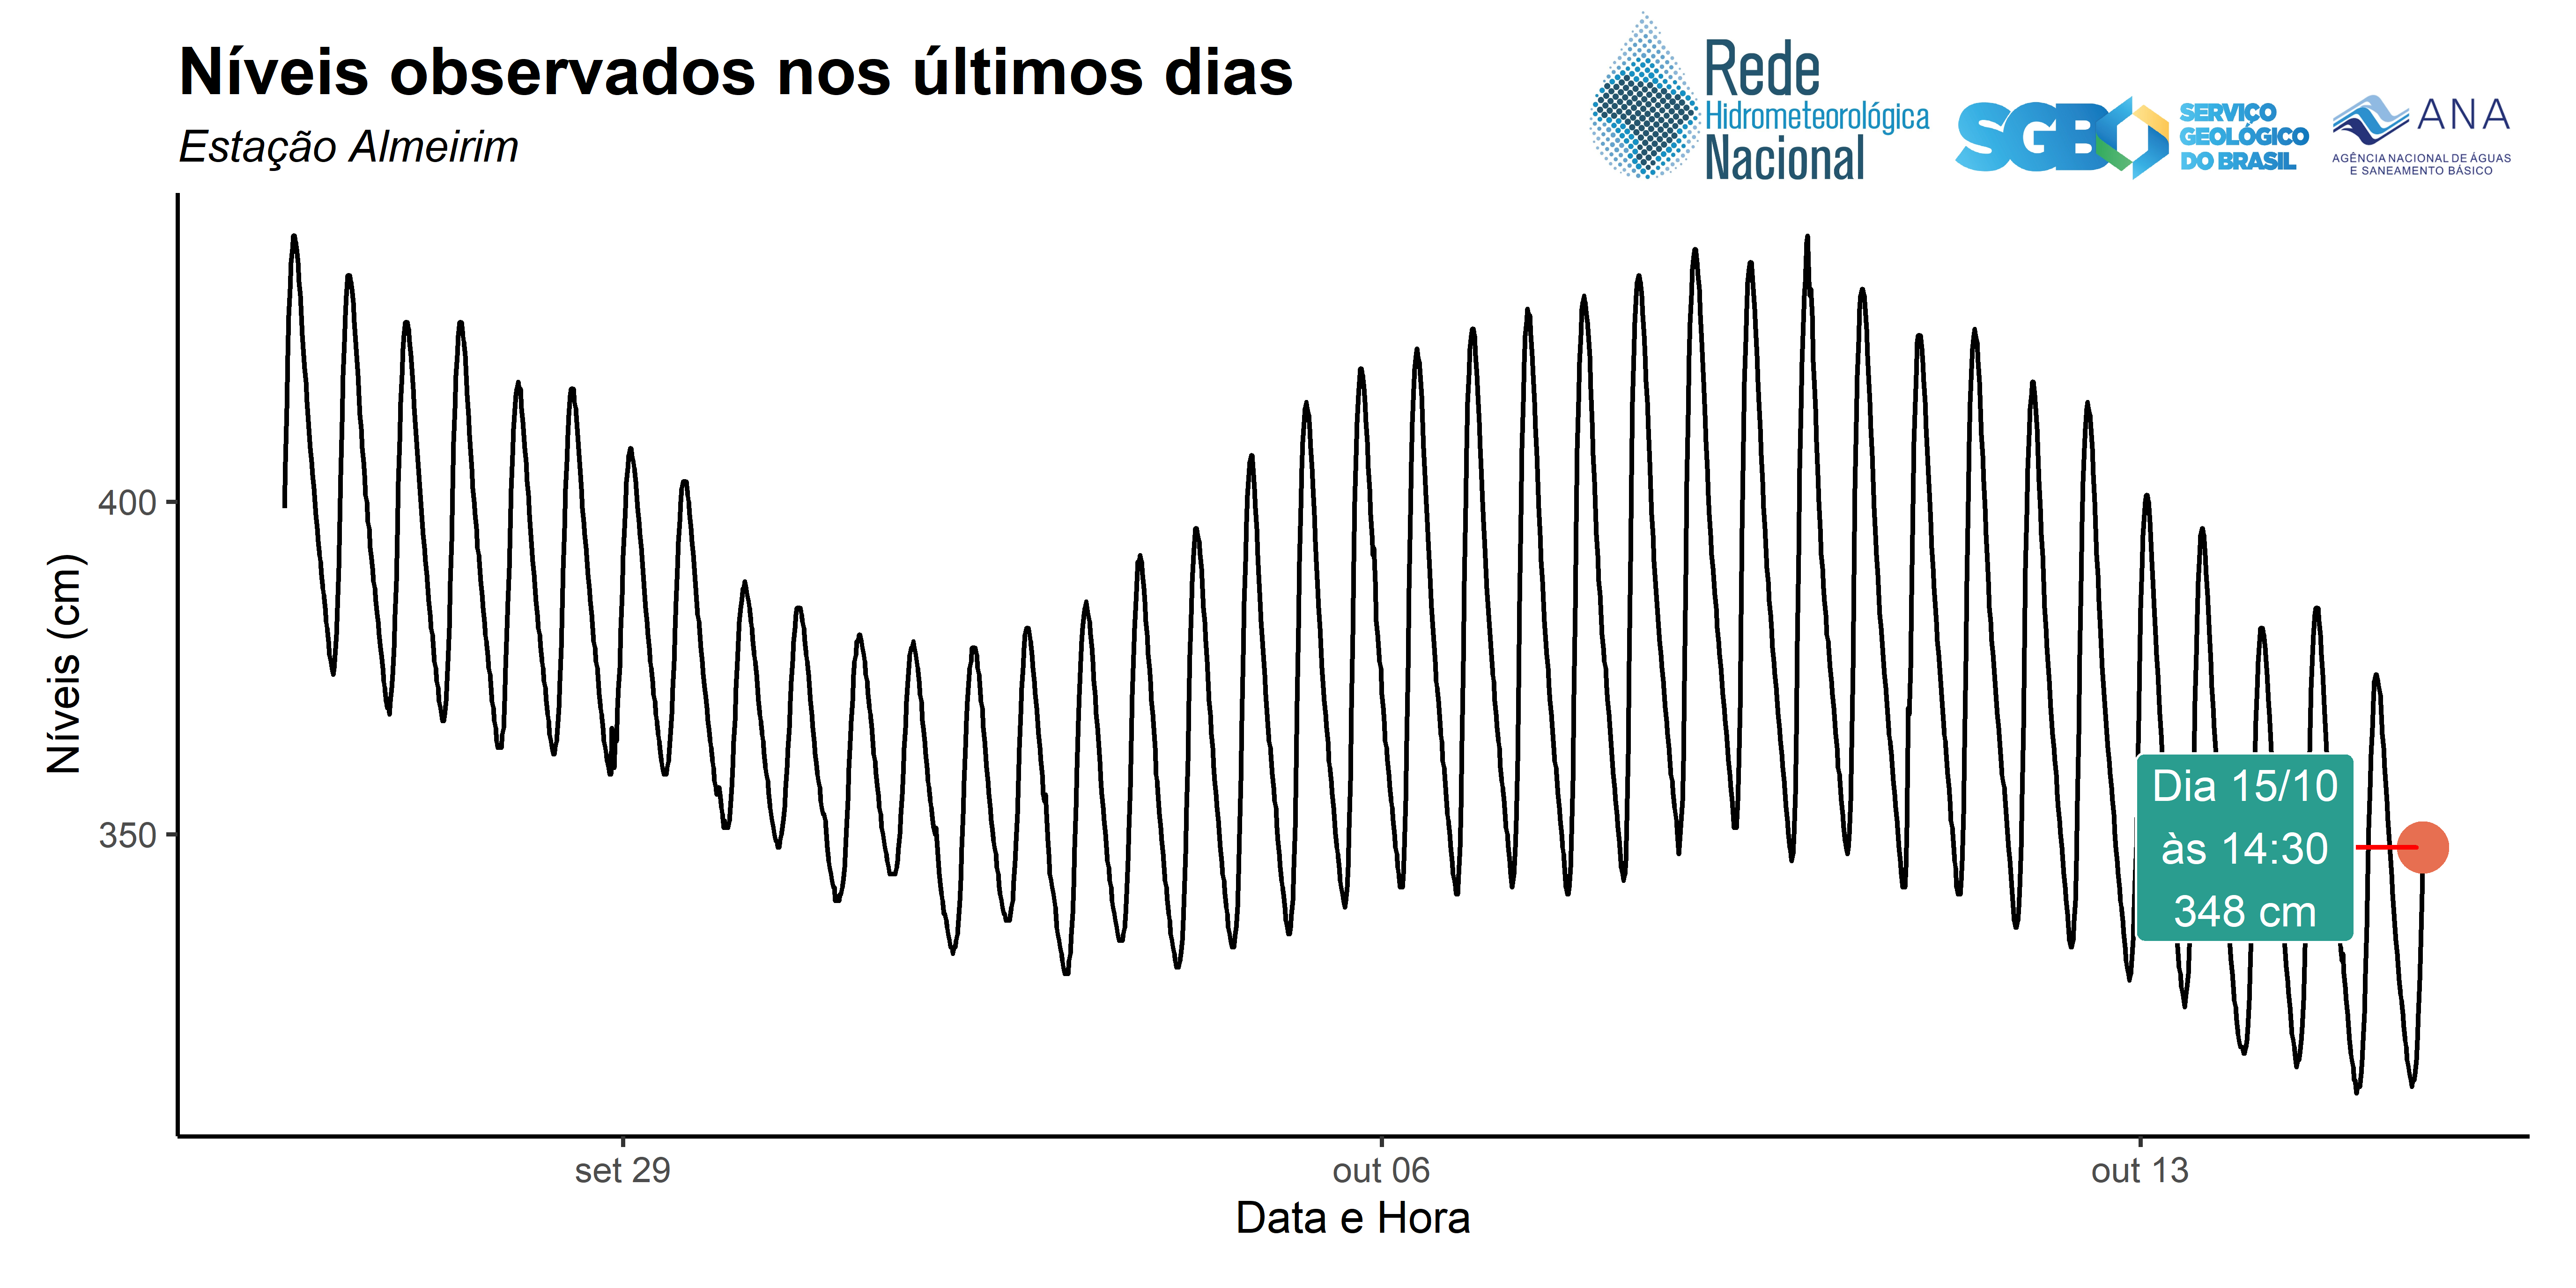 Níveis observados nos últimos dias
Estação Almeirim
Rede
Hidrometeorológica
Nacional
SGB
SERVIÇO
GEOLÓGICO
DO BRASIL
ANA
AGÊNCIA NACIONAL DE ÁGUAS
E SANEAMENTO BÁSICO
Níveis (cm)
400
350
Dia 15/10
às 14:30
348 cm
set 29
out 06
out 13
Data e Hora